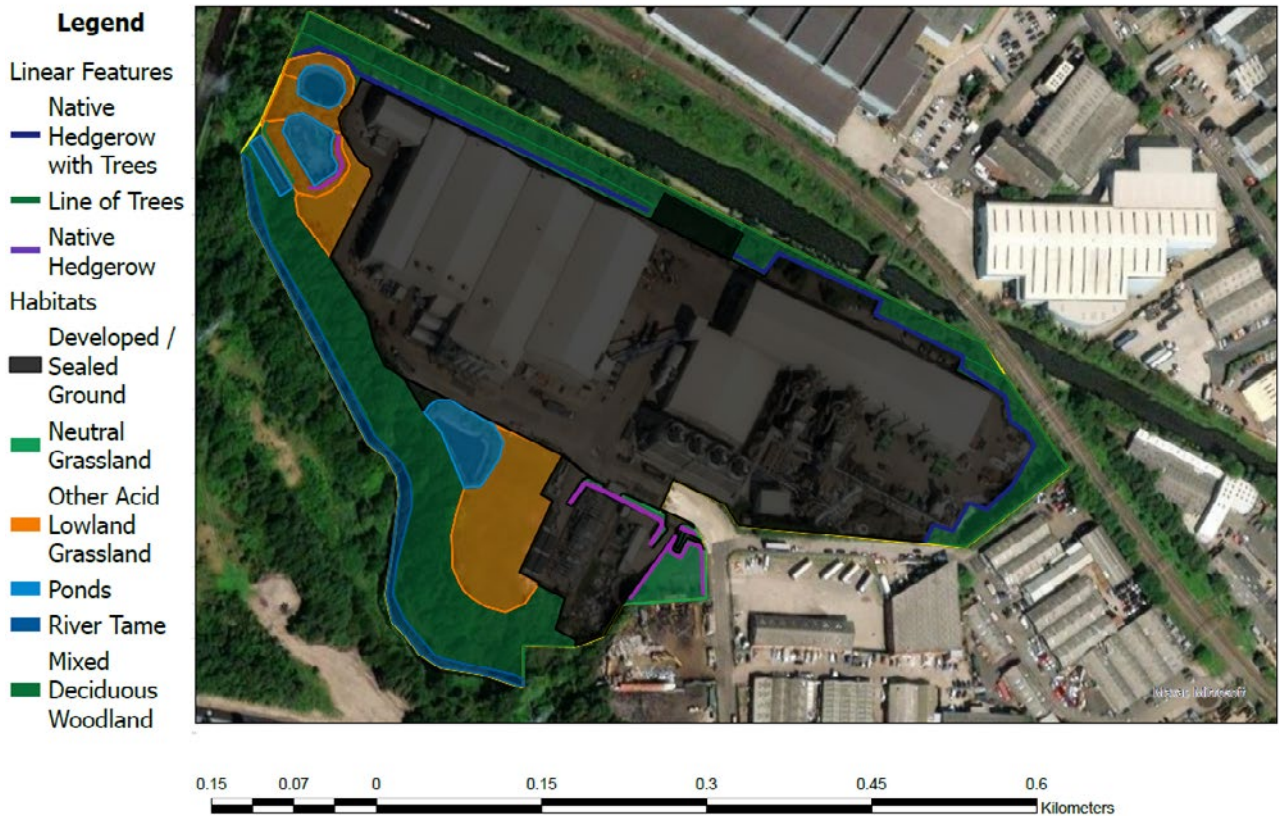 Legend
Linear Features
Native
Hedgerow
with Trees
Line of Trees
Native
Hedgerow
Habitats
Developed /
Sealed
Ground
Neutral
Grassland
Other Acid
Lowland
Grassland
Ponds
River Tame
Mixed
Deciduous
Woodland
0.15 0.07 0 0.15 0.3 0.45 0.6
Kilometers